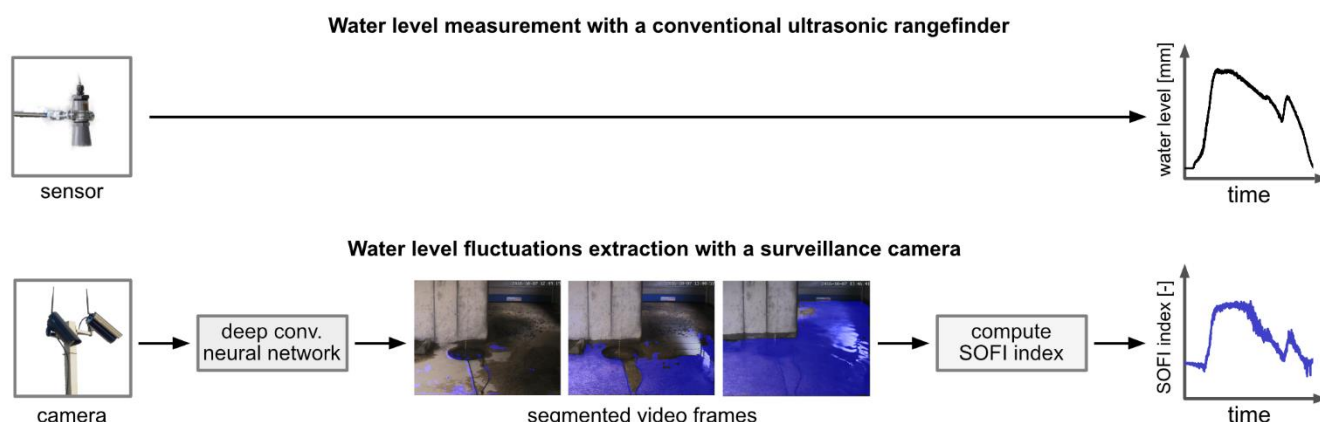 Water level measurement with a conventional ultrasonic rangefinder
sensor
water level [mm]
time
Water level fluctuations extraction with a surveillance camera
camera
deep conv.
neural network
segmented video frames
compute
SOFI index
SOFI index [-]
time